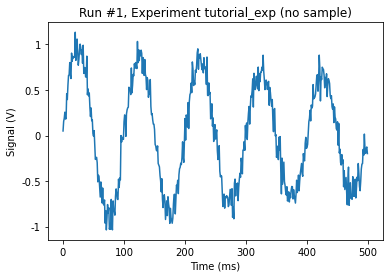 Run #1, Experiment tutorial_exp (no sample)
Signal (V)
1
0.5
0
-0.5
-1
0 100 200 300 400 500
Time (ms)